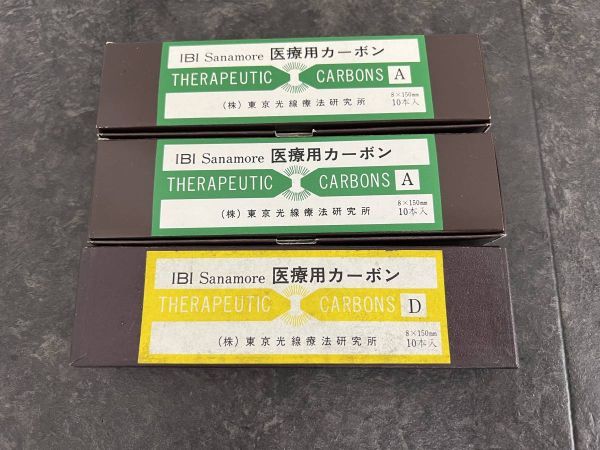 IBI Sanamore 医療用カーボン
THERAPEUTIC CARBONS A
8×150mm
10本入
(株)東京光線療法研究所
IBI Sanamore 医療用カーボン
THERAPEUTIC CARBONS A
8×150mm
10本入
(株)東京光線療法研究所
IBI Sanamore 医療用カーボン
THERAPEUTIC CARBONS D
8×150mm
10本入
(株)東京光線療法研究所